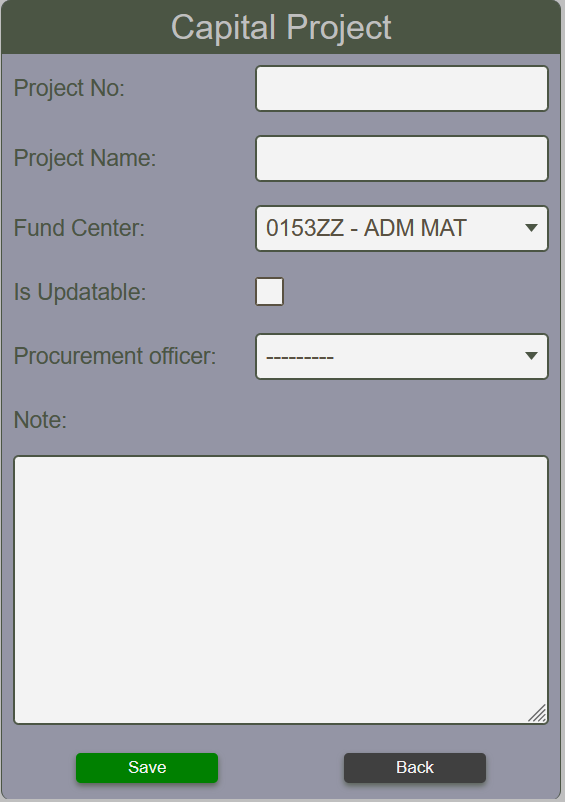 Capital Project
Project No:
Project Name:
Fund Center: 0153ZZ - ADM MAT
Is Updatable:
Procurement officer: ---------
Note:
Save Back